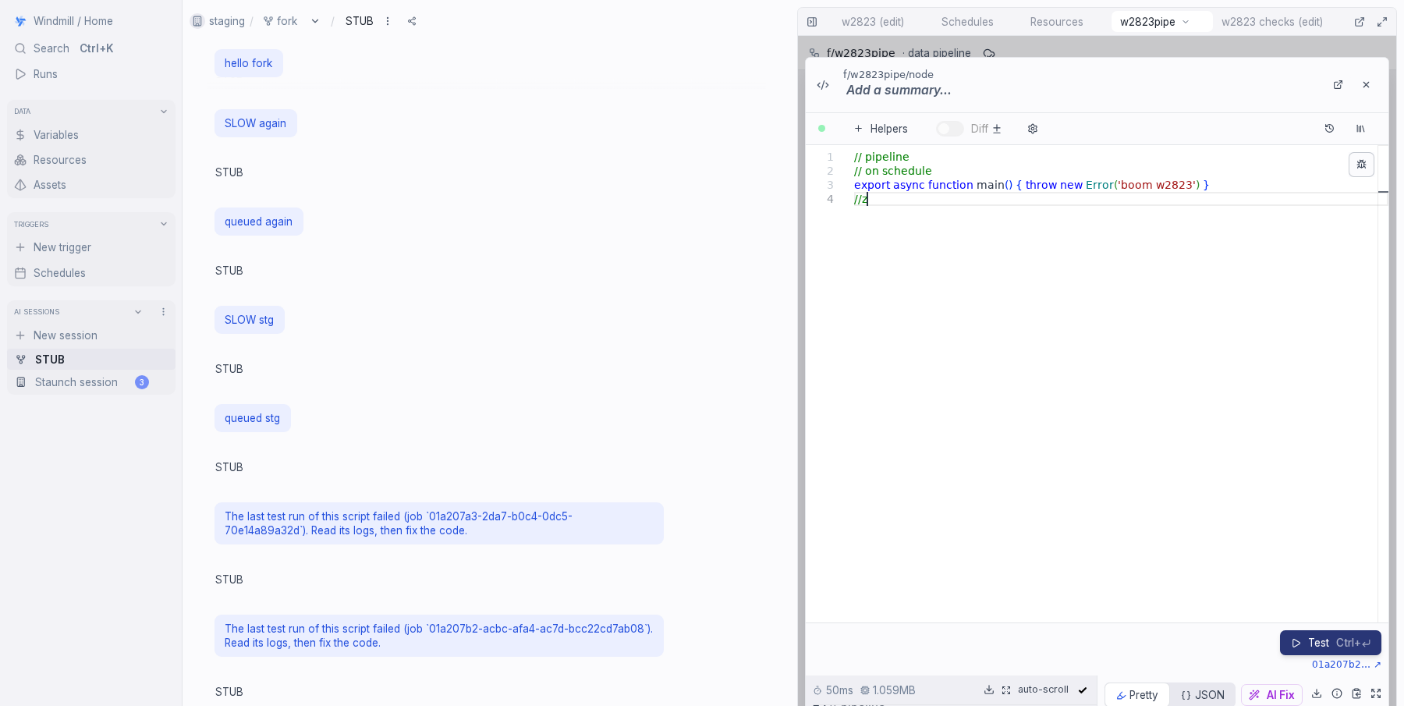 Windmill / Home
Search Ctrl+K
Runs
DATA
Variables
Resources
Assets
TRIGGERS
New trigger
Schedules
AI SESSIONS
New session
STUB
Staunch session 3
staging / fork / STUB
hello fork
SLOW again
STUB
queued again
STUB
SLOW stg
STUB
queued stg
STUB
The last test run of this script failed (job `01a207a3-2da7-b0c4-0dc5-
70e14a89a32d`). Read its logs, then fix the code.
STUB
The last test run of this script failed (job `01a207b2-acbc-afa4-ac7d-bcc22cd7ab08`).
Read its logs, then fix the code.
STUB
w2823 (edit) Schedules Resources w2823pipe w2823 checks (edit)
f/w2823pipe · data pipeline
f/w2823pipe/node
Add a summary...
+ Helpers Diff ±
1 // pipeline
2 // on schedule
3 export async function main() { throw new Error('boom w2823') }
4 //z
Test Ctrl+↵
01a207b2... ↗
50ms 1.059MB auto-scroll
Pretty {} JSON AI Fix